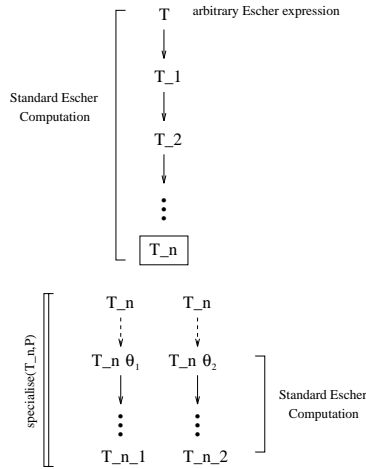 T arbitrary Escher expression
T_1
Standard Escher
Computation
T_2
T_n
specialise(T_n,P)
T_n T_n
T_n θ₁ T_n θ₂
Standard Escher
Computation
T_n_1 T_n_2